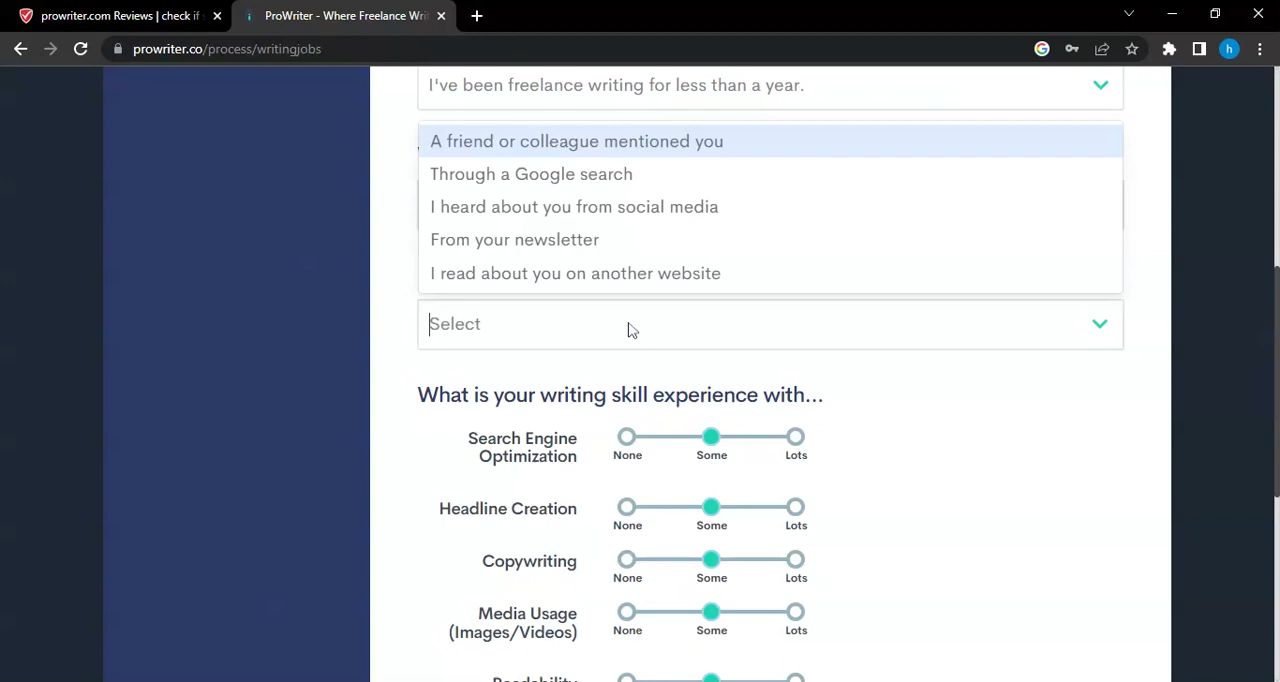 prowriter.com Reviews | check if s
ProWriter - Where Freelance Writ
prowriter.co/process/writingjobs
h
I've been freelance writing for less than a year.
A friend or colleague mentioned you
Through a Google search
I heard about you from social media
From your newsletter
I read about you on another website
Select
What is your writing skill experience with...
Search Engine
Optimization
None Some Lots
Headline Creation
None Some Lots
Copywriting
None Some Lots
Media Usage
(Images/Videos)
None Some Lots
Readability